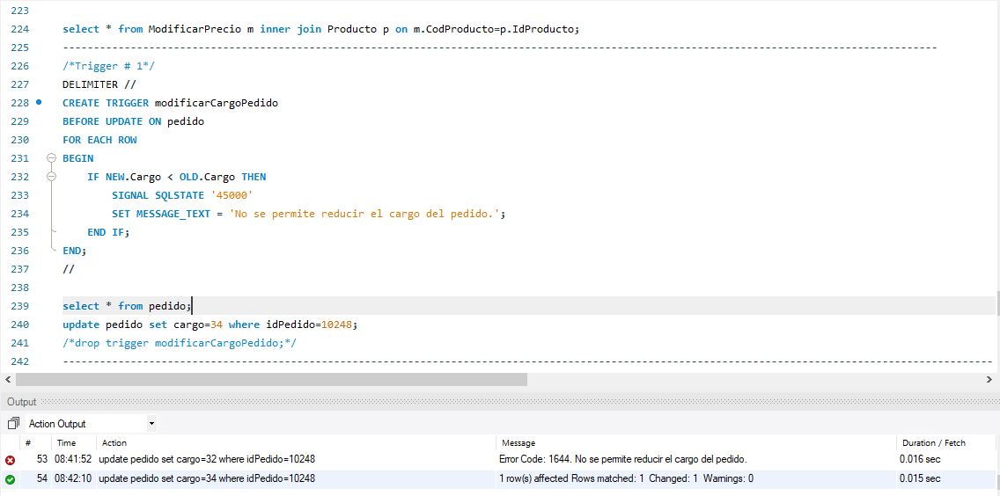 223
224 select * from ModificarPrecio m inner join Producto p on m.CodProducto=p.IdProducto;
225 ----------------------------------------------------------------------------------------------------------------------------------------------
226 /*Trigger # 1*/
227 DELIMITER //
228 CREATE TRIGGER modificarCargoPedido
229 BEFORE UPDATE ON pedido
230 FOR EACH ROW
231 BEGIN
232 IF NEW.Cargo < OLD.Cargo THEN
233 SIGNAL SQLSTATE '45000'
234 SET MESSAGE_TEXT = 'No se permite reducir el cargo del pedido.';
235 END IF;
236 END;
237 //
238
239 select * from pedido;
240 update pedido set cargo=34 where idPedido=10248;
241 /*drop trigger modificarCargoPedido;*/
242 -------------------------------------------------------------------------------------------------------------------------------------------------------
Output
Action Output
# Time Action Message Duration / Fetch
53 08:41:52 update pedido set cargo=32 where idPedido=10248 Error Code: 1644. No se permite reducir el cargo del pedido. 0.016 sec
54 08:42:10 update pedido set cargo=34 where idPedido=10248 1 row(s) affected Rows matched: 1 Changed: 1 Warnings: 0 0.015 sec